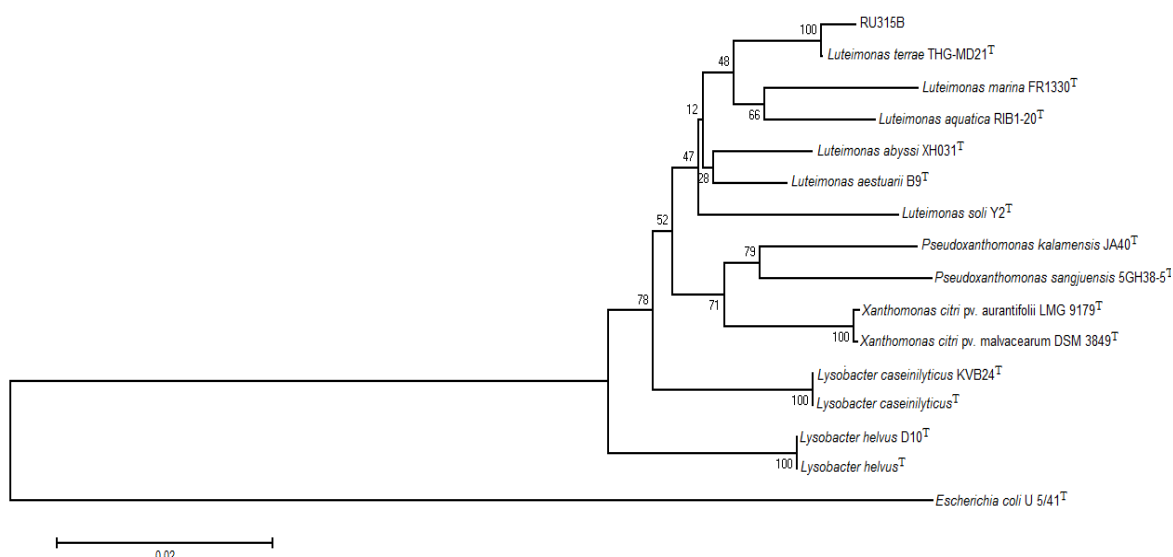 RU315B
100
Luteimonas terrae THG-MD21T
48
Luteimonas marina FR1330T
12
66
Luteimonas aquatica RIB1-20T
Luteimonas abyssi XH031T
47
28
Luteimonas aestuarii B9T
Luteimonas soli Y2T
52
Pseudoxanthomonas kalamensis JA40T
79
Pseudoxanthomonas sangjuensis 5GH38-5T
78
71
Xanthomonas citri pv. aurantifolii LMG 9179T
100
Xanthomonas citri pv. malvacearum DSM 3849T
Lysobacter caseinilyticus KVB24T
100
Lysobacter caseinilyticusT
Lysobacter helvus D10T
100
Lysobacter helvusT
Escherichia coli U 5/41T
0.02